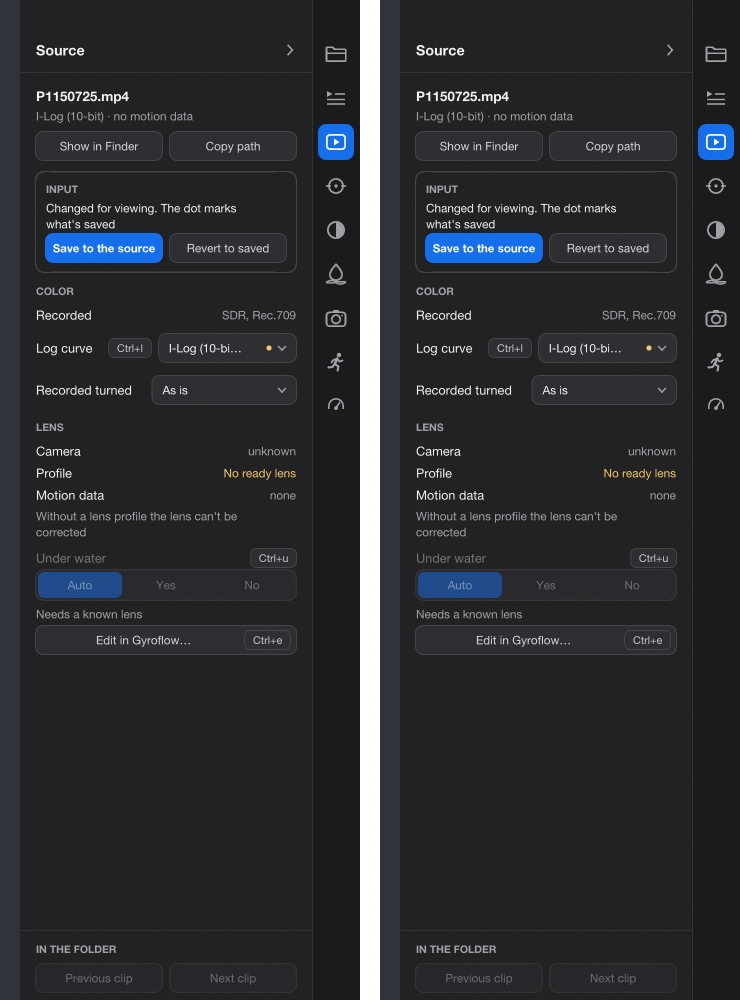 Source
P1150725.mp4
I-Log (10-bit) · no motion data
Show in Finder
Copy path
INPUT
Changed for viewing. The dot marks
what's saved
Save to the source
Revert to saved
COLOR
Recorded
SDR, Rec.709
Log curve
Ctrl+l
I-Log (10-bi…
Recorded turned
As is
LENS
Camera
unknown
Profile
No ready lens
Motion data
none
Without a lens profile the lens can't be
corrected
Under water
Ctrl+u
Auto
Yes
No
Needs a known lens
Edit in Gyroflow…
Ctrl+e
IN THE FOLDER
Previous clip
Next clip
Source
P1150725.mp4
I-Log (10-bit) · no motion data
Show in Finder
Copy path
INPUT
Changed for viewing. The dot marks
what's saved
Save to the source
Revert to saved
COLOR
Recorded
SDR, Rec.709
Log curve
Ctrl+l
I-Log (10-bi…
Recorded turned
As is
LENS
Camera
unknown
Profile
No ready lens
Motion data
none
Without a lens profile the lens can't be
corrected
Under water
Ctrl+u
Auto
Yes
No
Needs a known lens
Edit in Gyroflow…
Ctrl+e
IN THE FOLDER
Previous clip
Next clip